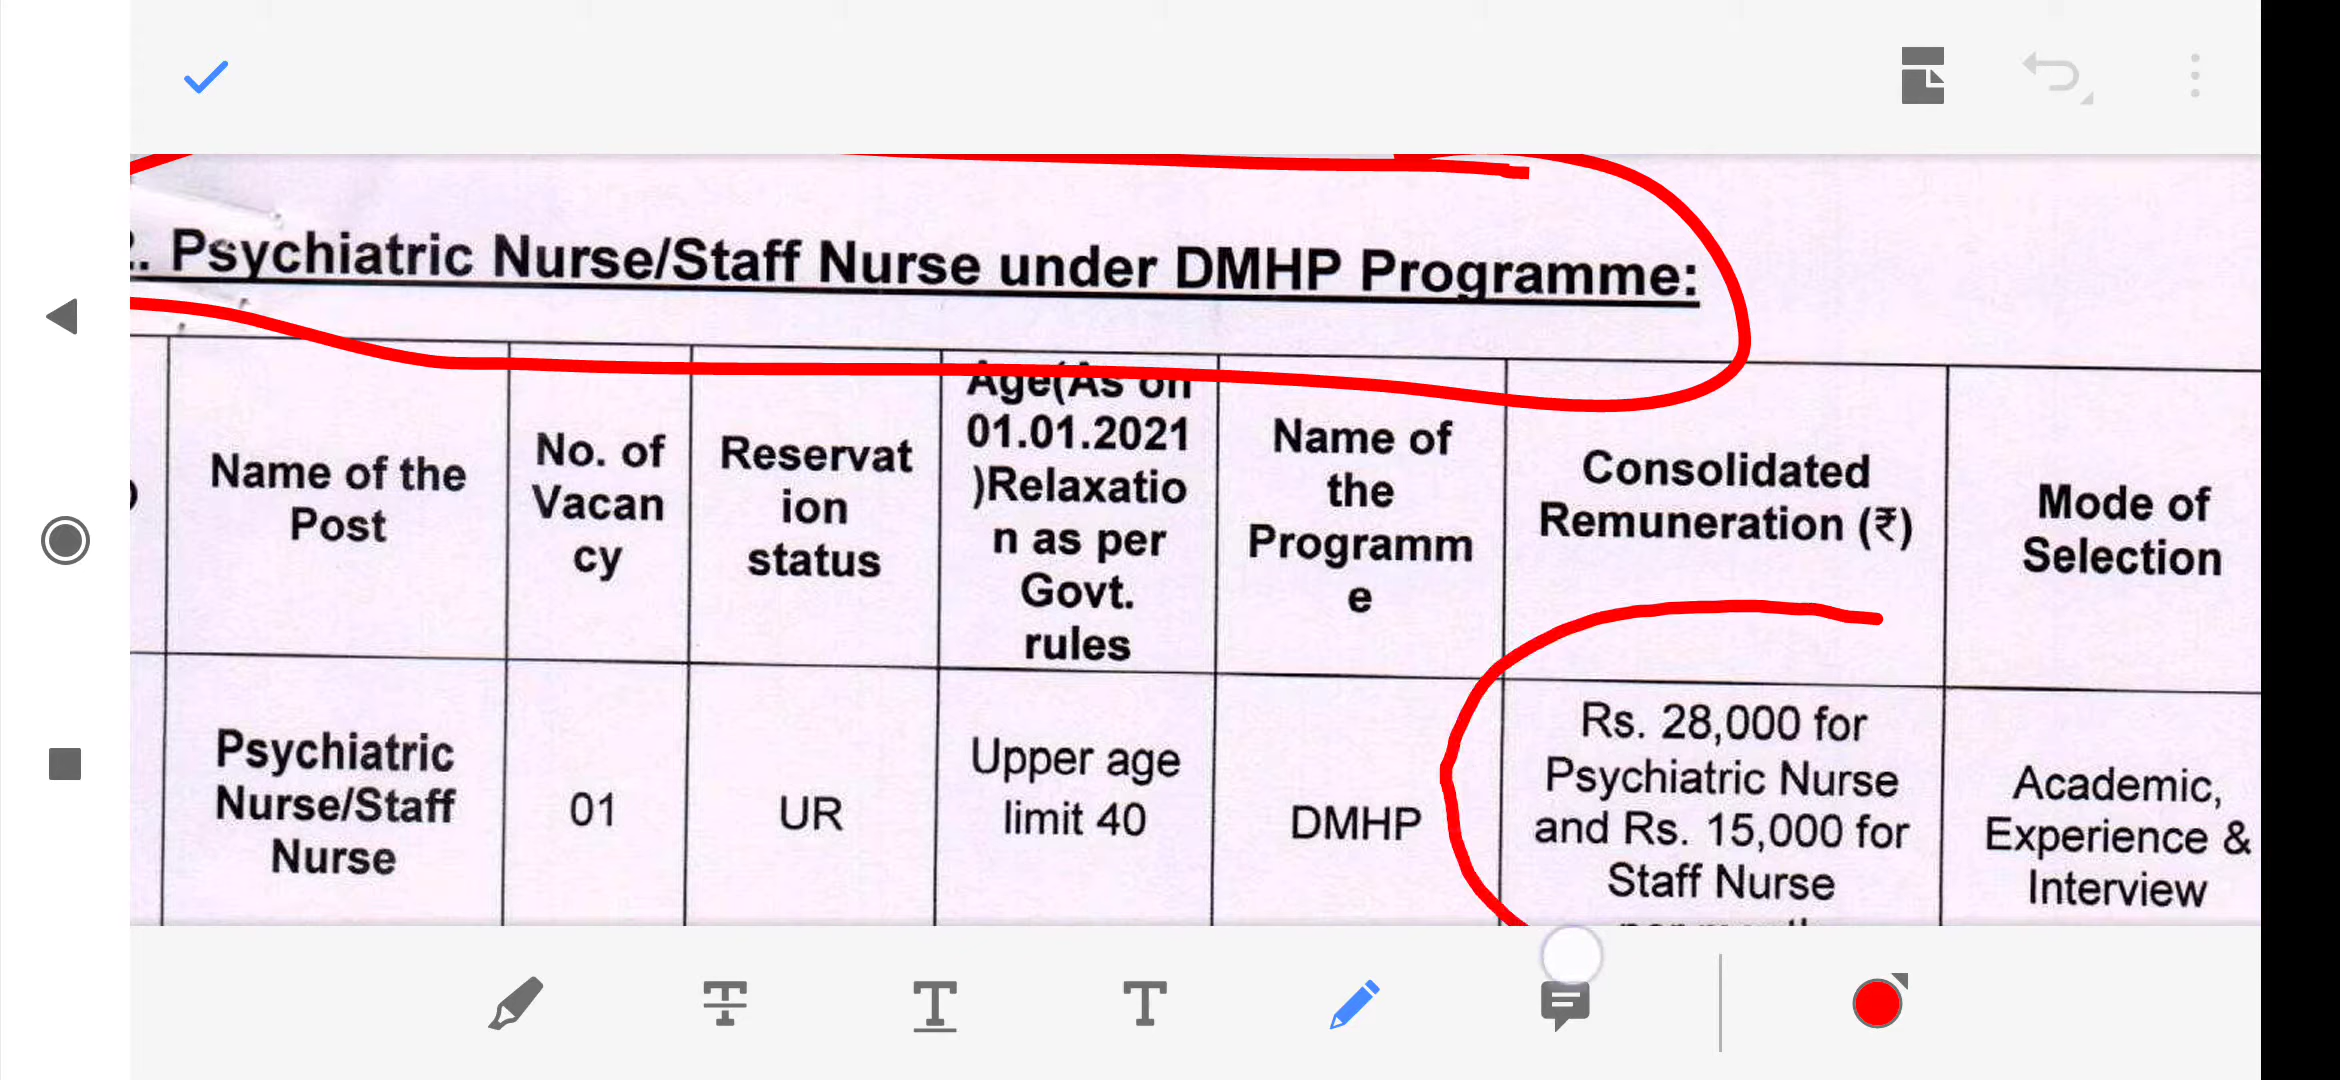 . Psychiatric Nurse/Staff Nurse under DMHP Programme:
Name of the
Post
No. of
Vacan
cy
Reservat
ion
status
Age(As on
01.01.2021
)Relaxatio
n as per
Govt.
rules
Name of
the
Programm
e
Consolidated
Remuneration (₹)
Mode of
Selection
Psychiatric
Nurse/Staff
Nurse
01
UR
Upper age
limit 40
DMHP
Rs. 28,000 for
Psychiatric Nurse
and Rs. 15,000 for
Staff Nurse
Academic,
Experience &
Interview